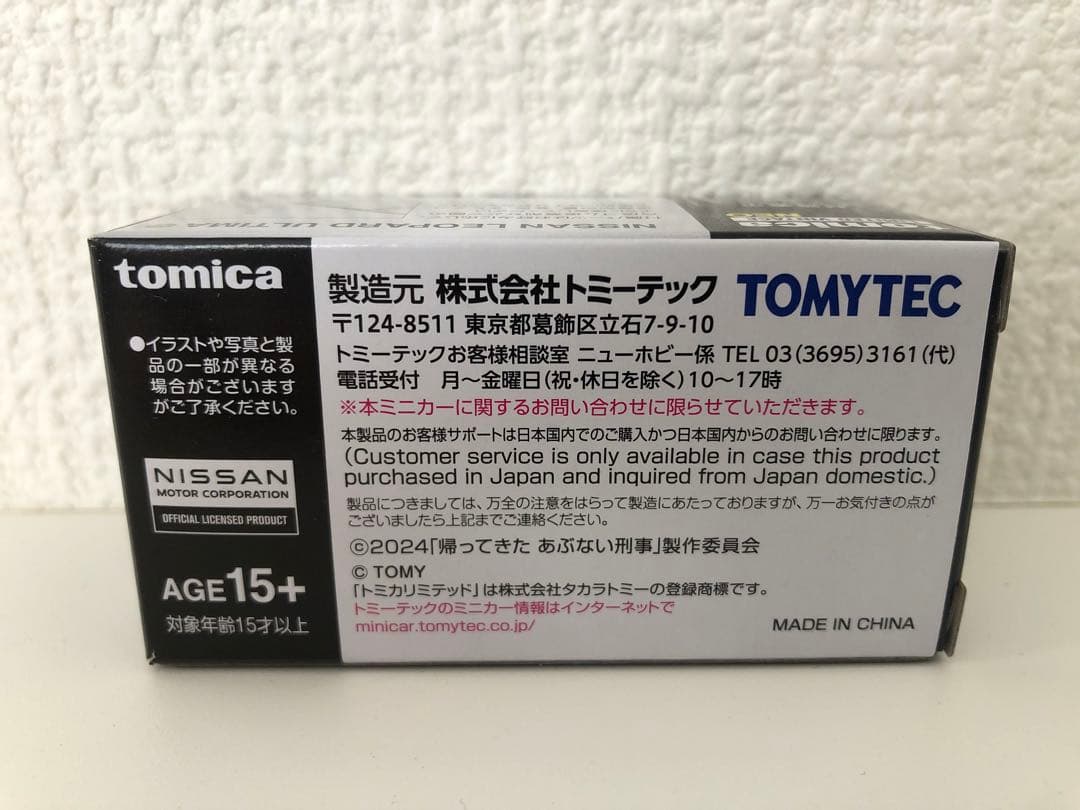 NISSAN LEOPARD ULTIMA
tomica
●イラストや写真と製
品の一部が異なる
場合がございます
がご了承ください。
NISSAN
MOTOR CORPORATION
OFFICIAL LICENSED PRODUCT
AGE15+
対象年齢15才以上
製造元 株式会社トミーテック TOMYTEC
〒124-8511 東京都葛飾区立石7-9-10
トミーテックお客様相談室 ニューホビー係 TEL 03(3695)3161(代)
電話受付 月～金曜日(祝・休日を除く)10～17時
※本ミニカーに関するお問い合わせに限らせていただきます。
本製品のお客様サポートは日本国内でのご購入かつ日本国内からのお問い合わせに限ります。
(Customer service is only available in case this product
purchased in Japan and inquired from Japan domestic.)
製品につきましては、万全の注意をはらって製造にあたっておりますが、万一お気付きの点が
ございましたら上記までご連絡ください。
©2024「帰ってきた あぶない刑事」製作委員会
© TOMY
「トミカリミテッド」は株式会社タカラトミーの登録商標です。
トミーテックのミニカー情報はインターネットで
minicar.tomytec.co.jp/
MADE IN CHINA